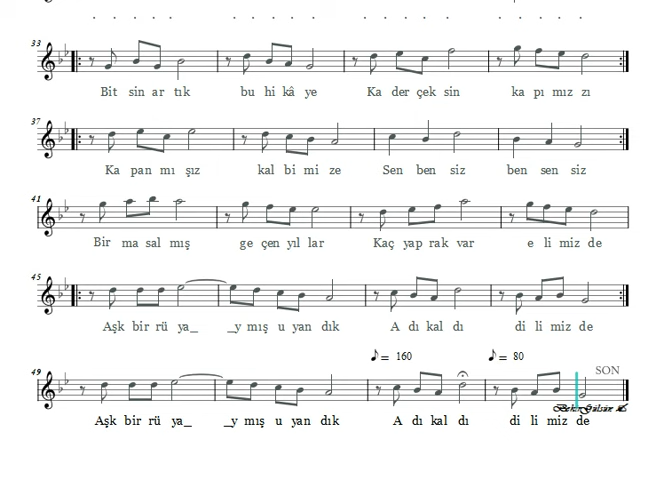 33
Bit sin ar tık bu hi kâ ye Ka der çek sin ka pı mız zı
37
Ka pan mı şız kal bi mi ze Sen ben siz ben sen siz
41
Bir ma sal mış ge çen yıl lar Kaç yap rak var e li miz de
45
Aşk bir rü ya_ _y mış u yan dık A dı kal dı di li miz de
= 160 = 80
49 SON
Aşk bir rü ya_ _y mış u yan dık A dı kal dı di li miz de